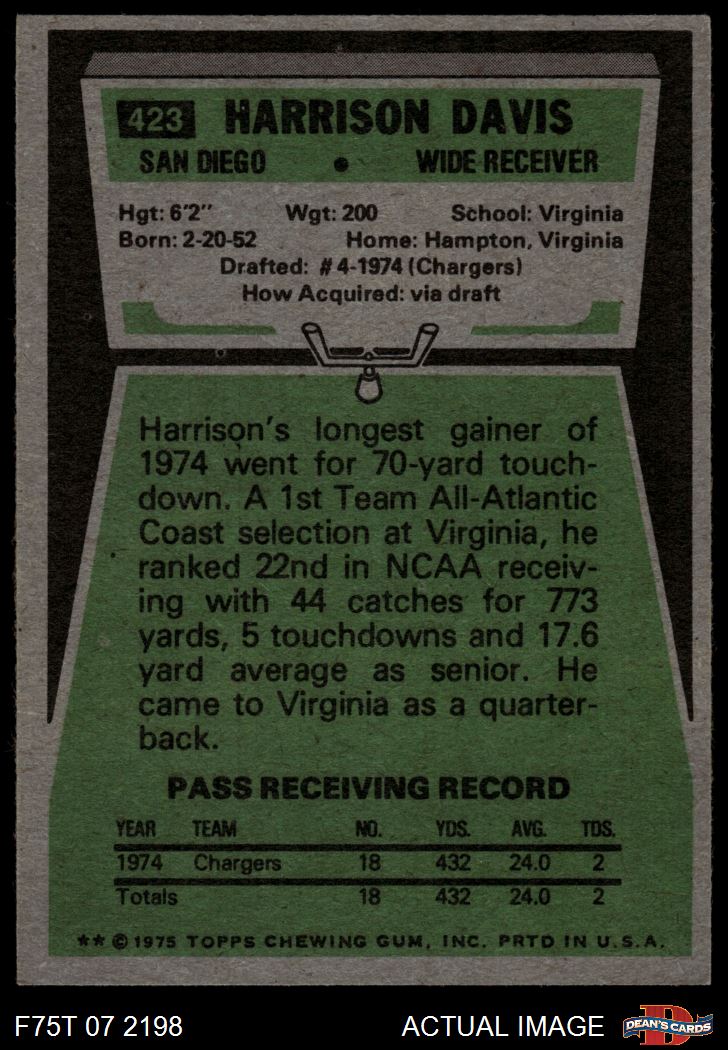 423 HARRISON DAVIS
SAN DIEGO • WIDE RECEIVER
Hgt: 6'2" Wgt: 200 School: Virginia
Born: 2-20-52 Home: Hampton, Virginia
Drafted: #4-1974 (Chargers)
How Acquired: via draft
Harrison's longest gainer of
1974 went for 70-yard touch-
down. A 1st Team All-Atlantic
Coast selection at Virginia, he
ranked 22nd in NCAA receiv-
ing with 44 catches for 773
yards, 5 touchdowns and 17.6
yard average as senior. He
came to Virginia as a quarter-
back.
PASS RECEIVING RECORD
YEAR TEAM NO. YDS. AVG. TDS.
1974 Chargers 18 432 24.0 2
Totals 18 432 24.0 2
** © 1975 TOPPS CHEWING GUM, INC. PRTD IN U.S.A.
F75T 07 2198 ACTUAL IMAGE D DEAN'S CARDS